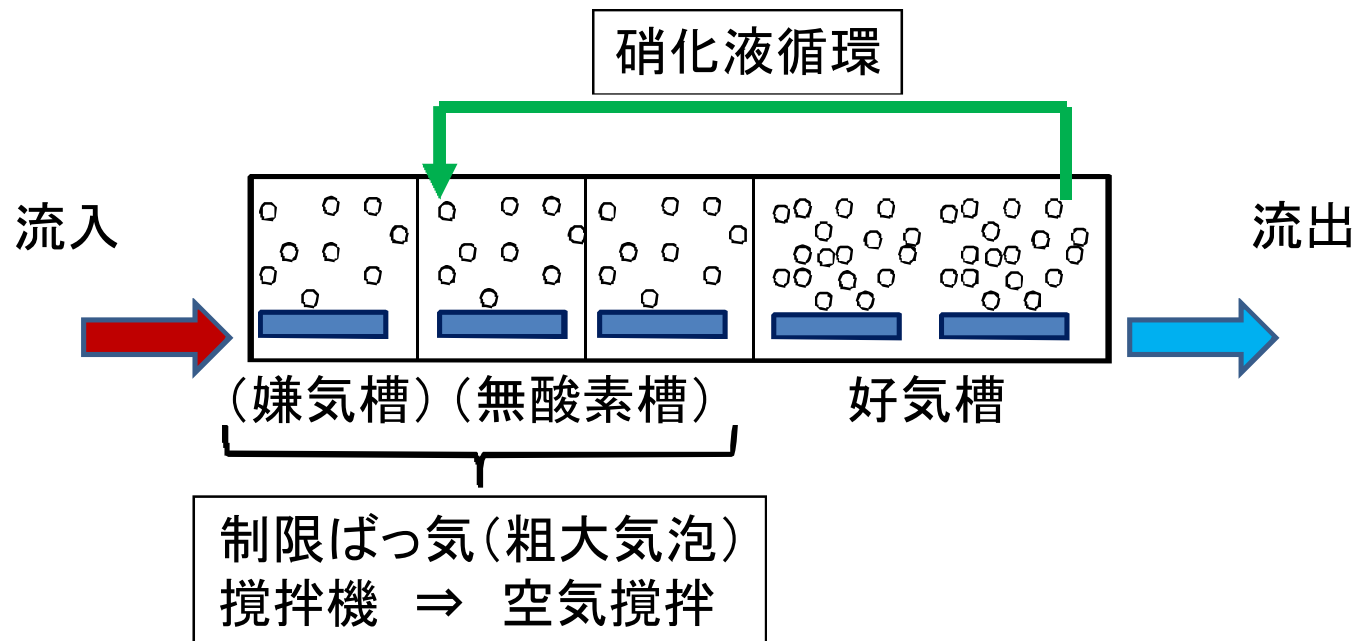 硝化液循環
流入
流出
（嫌気槽）（無酸素槽）
好気槽
制限ばっ気（粗大気泡）
撹拌機 ⇒ 空気撹拌